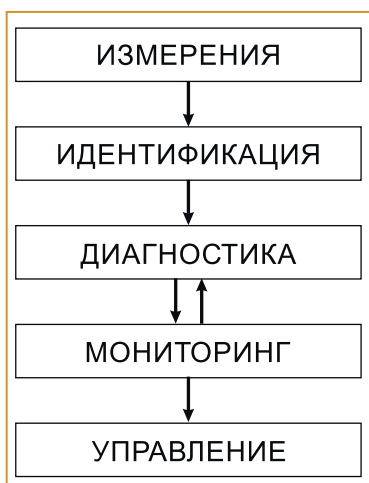 ИЗМЕРЕНИЯ
ИДЕНТИФИКАЦИЯ
ДИАГНОСТИКА
МОНИТОРИНГ
УПРАВЛЕНИЕ